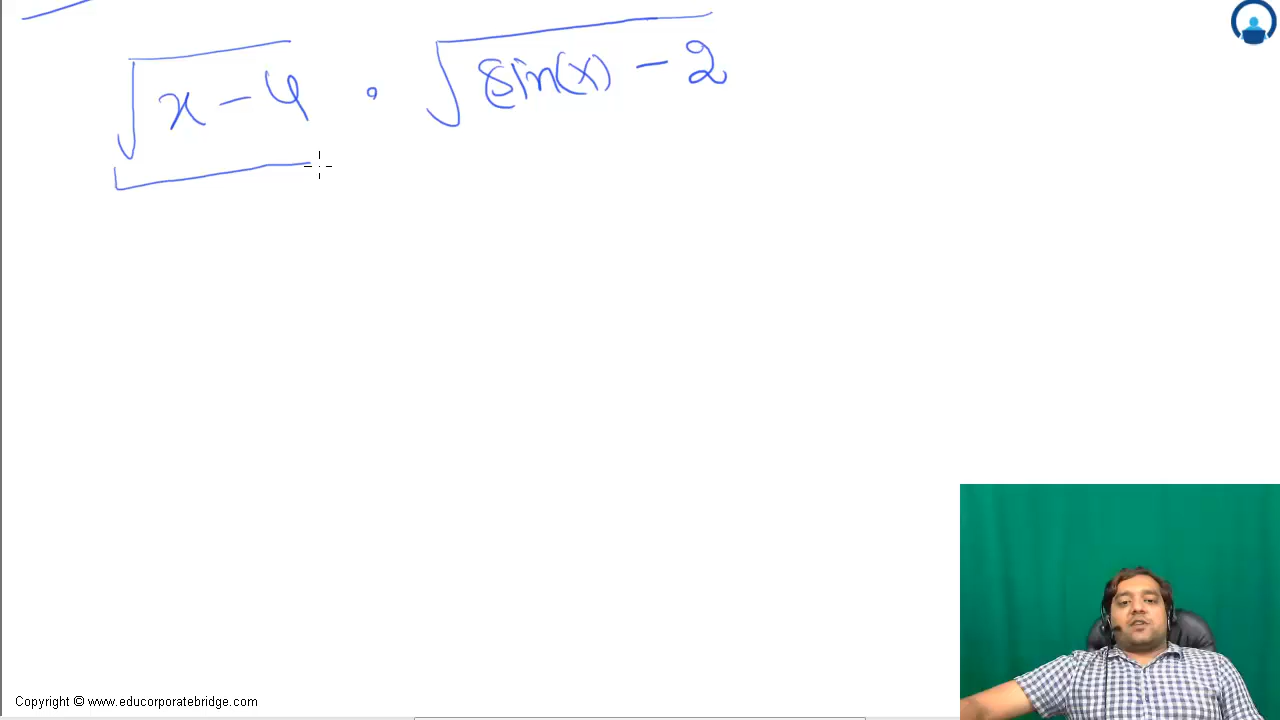 √(x - 4) · √(sin(x) - 2)
Copyright © www.educorporatebridge.com